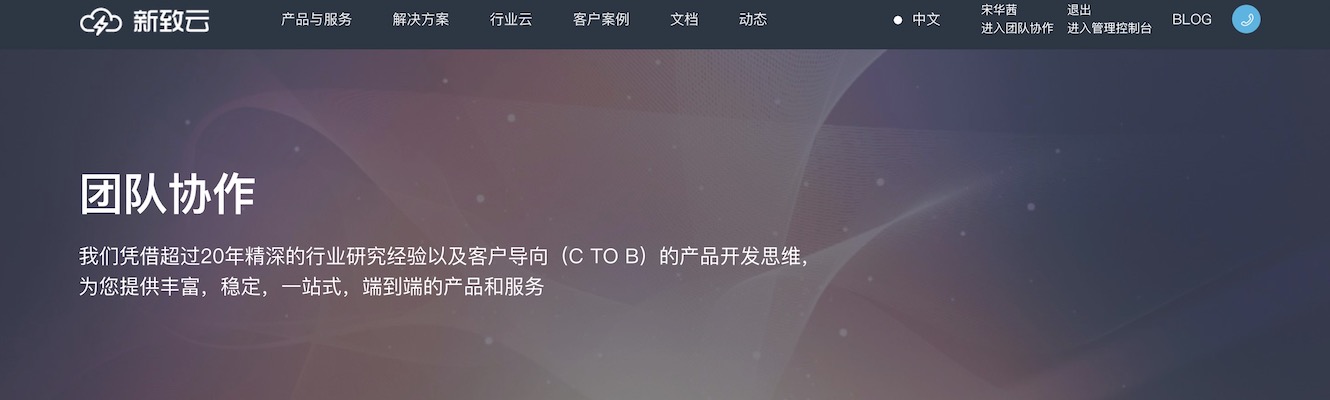 新致云
产品与服务 解决方案 行业云 客户案例 文档 动态
中文
宋华茜 退出
进入团队协作 进入管理控制台
BLOG
团队协作
我们凭借超过20年精深的行业研究经验以及客户导向（C TO B）的产品开发思维，
为您提供丰富，稳定，一站式，端到端的产品和服务